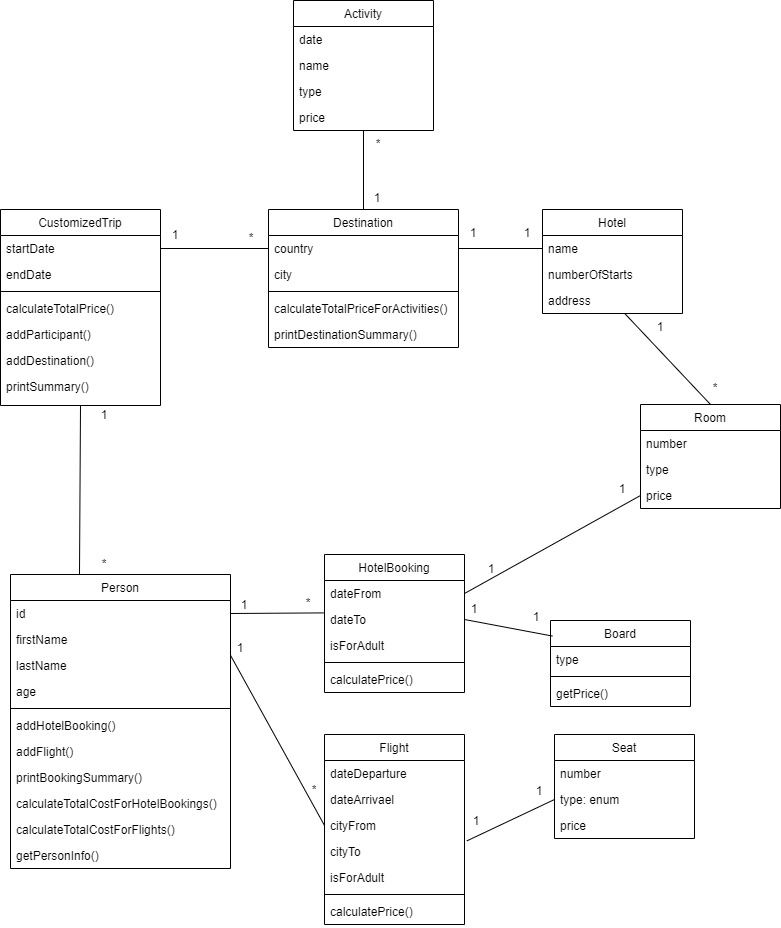 Activity
date
name
type
price
*
1
CustomizedTrip
startDate
endDate
calculateTotalPrice()
addParticipant()
addDestination()
printSummary()
1
*
Destination
country
city
calculateTotalPriceForActivities()
printDestinationSummary()
1
1
Hotel
name
numberOfStarts
address
1
*
Room
number
type
price
1
1
1
*
Person
id
firstName
lastName
age
addHotelBooking()
addFlight()
printBookingSummary()
calculateTotalCostForHotelBookings()
calculateTotalCostForFlights()
getPersonInfo()
1
*
HotelBooking
dateFrom
dateTo
isForAdult
calculatePrice()
1
1
Board
type
getPrice()
1
*
Flight
dateDeparture
dateArrivael
cityFrom
cityTo
isForAdult
calculatePrice()
1
1
Seat
number
type: enum
price